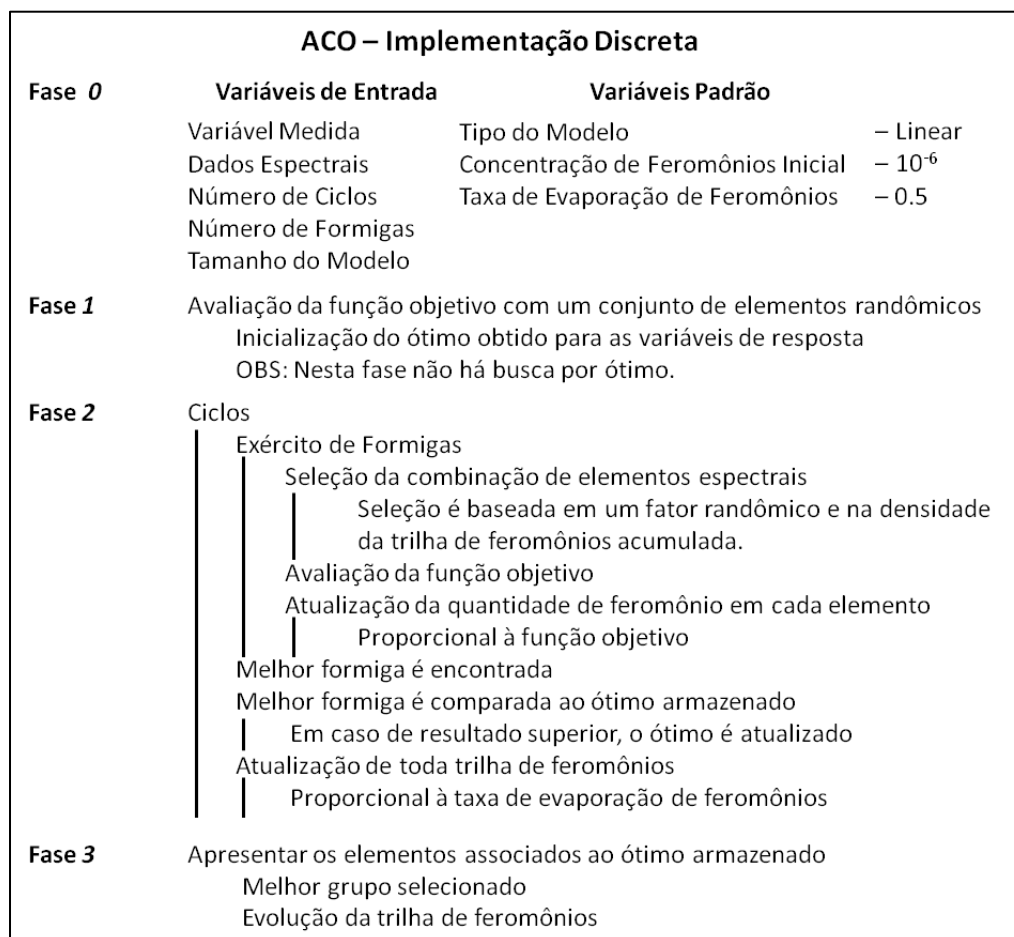 ACO – Implementação Discreta
Fase 0 Variáveis de Entrada Variáveis Padrão
Variável Medida Tipo do Modelo – Linear
Dados Espectrais Concentração de Feromônios Inicial – 10⁻⁶
Número de Ciclos Taxa de Evaporação de Feromônios – 0.5
Número de Formigas
Tamanho do Modelo
Fase 1 Avaliação da função objetivo com um conjunto de elementos randômicos
Inicialização do ótimo obtido para as variáveis de resposta
OBS: Nesta fase não há busca por ótimo.
Fase 2 Ciclos
Exército de Formigas
Seleção da combinação de elementos espectrais
Seleção é baseada em um fator randômico e na densidade
da trilha de feromônios acumulada.
Avaliação da função objetivo
Atualização da quantidade de feromônio em cada elemento
Proporcional à função objetivo
Melhor formiga é encontrada
Melhor formiga é comparada ao ótimo armazenado
Em caso de resultado superior, o ótimo é atualizado
Atualização de toda trilha de feromônios
Proporcional à taxa de evaporação de feromônios
Fase 3 Apresentar os elementos associados ao ótimo armazenado
Melhor grupo selecionado
Evolução da trilha de feromônios